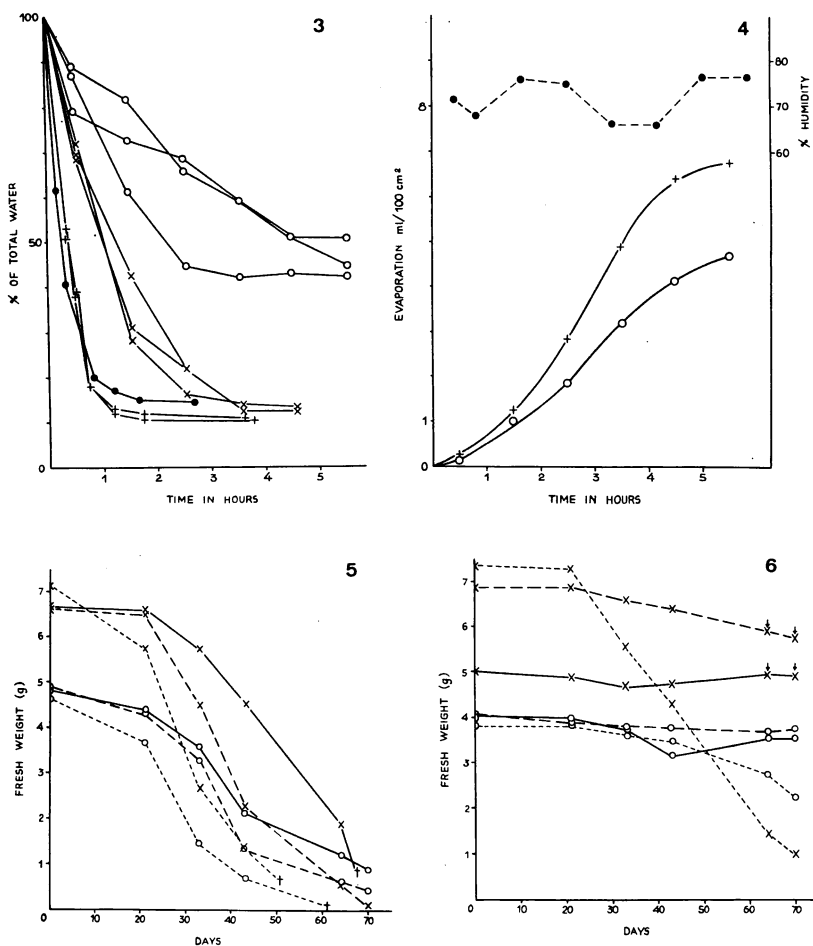 3
100
50
0
% OF TOTAL WATER
1 2 3 4 5
TIME IN HOURS
4
8
1
0
EVAPORATION ml/100 cm²
80
70
60
% HUMIDITY
1 2 3 4 5
TIME IN HOURS
5
7
6
5
4
3
2
1
FRESH WEIGHT (g)
0 10 20 30 40 50 60 70
DAYS
6
7
6
5
4
3
2
1
FRESH WEIGHT (g)
0 10 20 30 40 50 60 70
DAYS